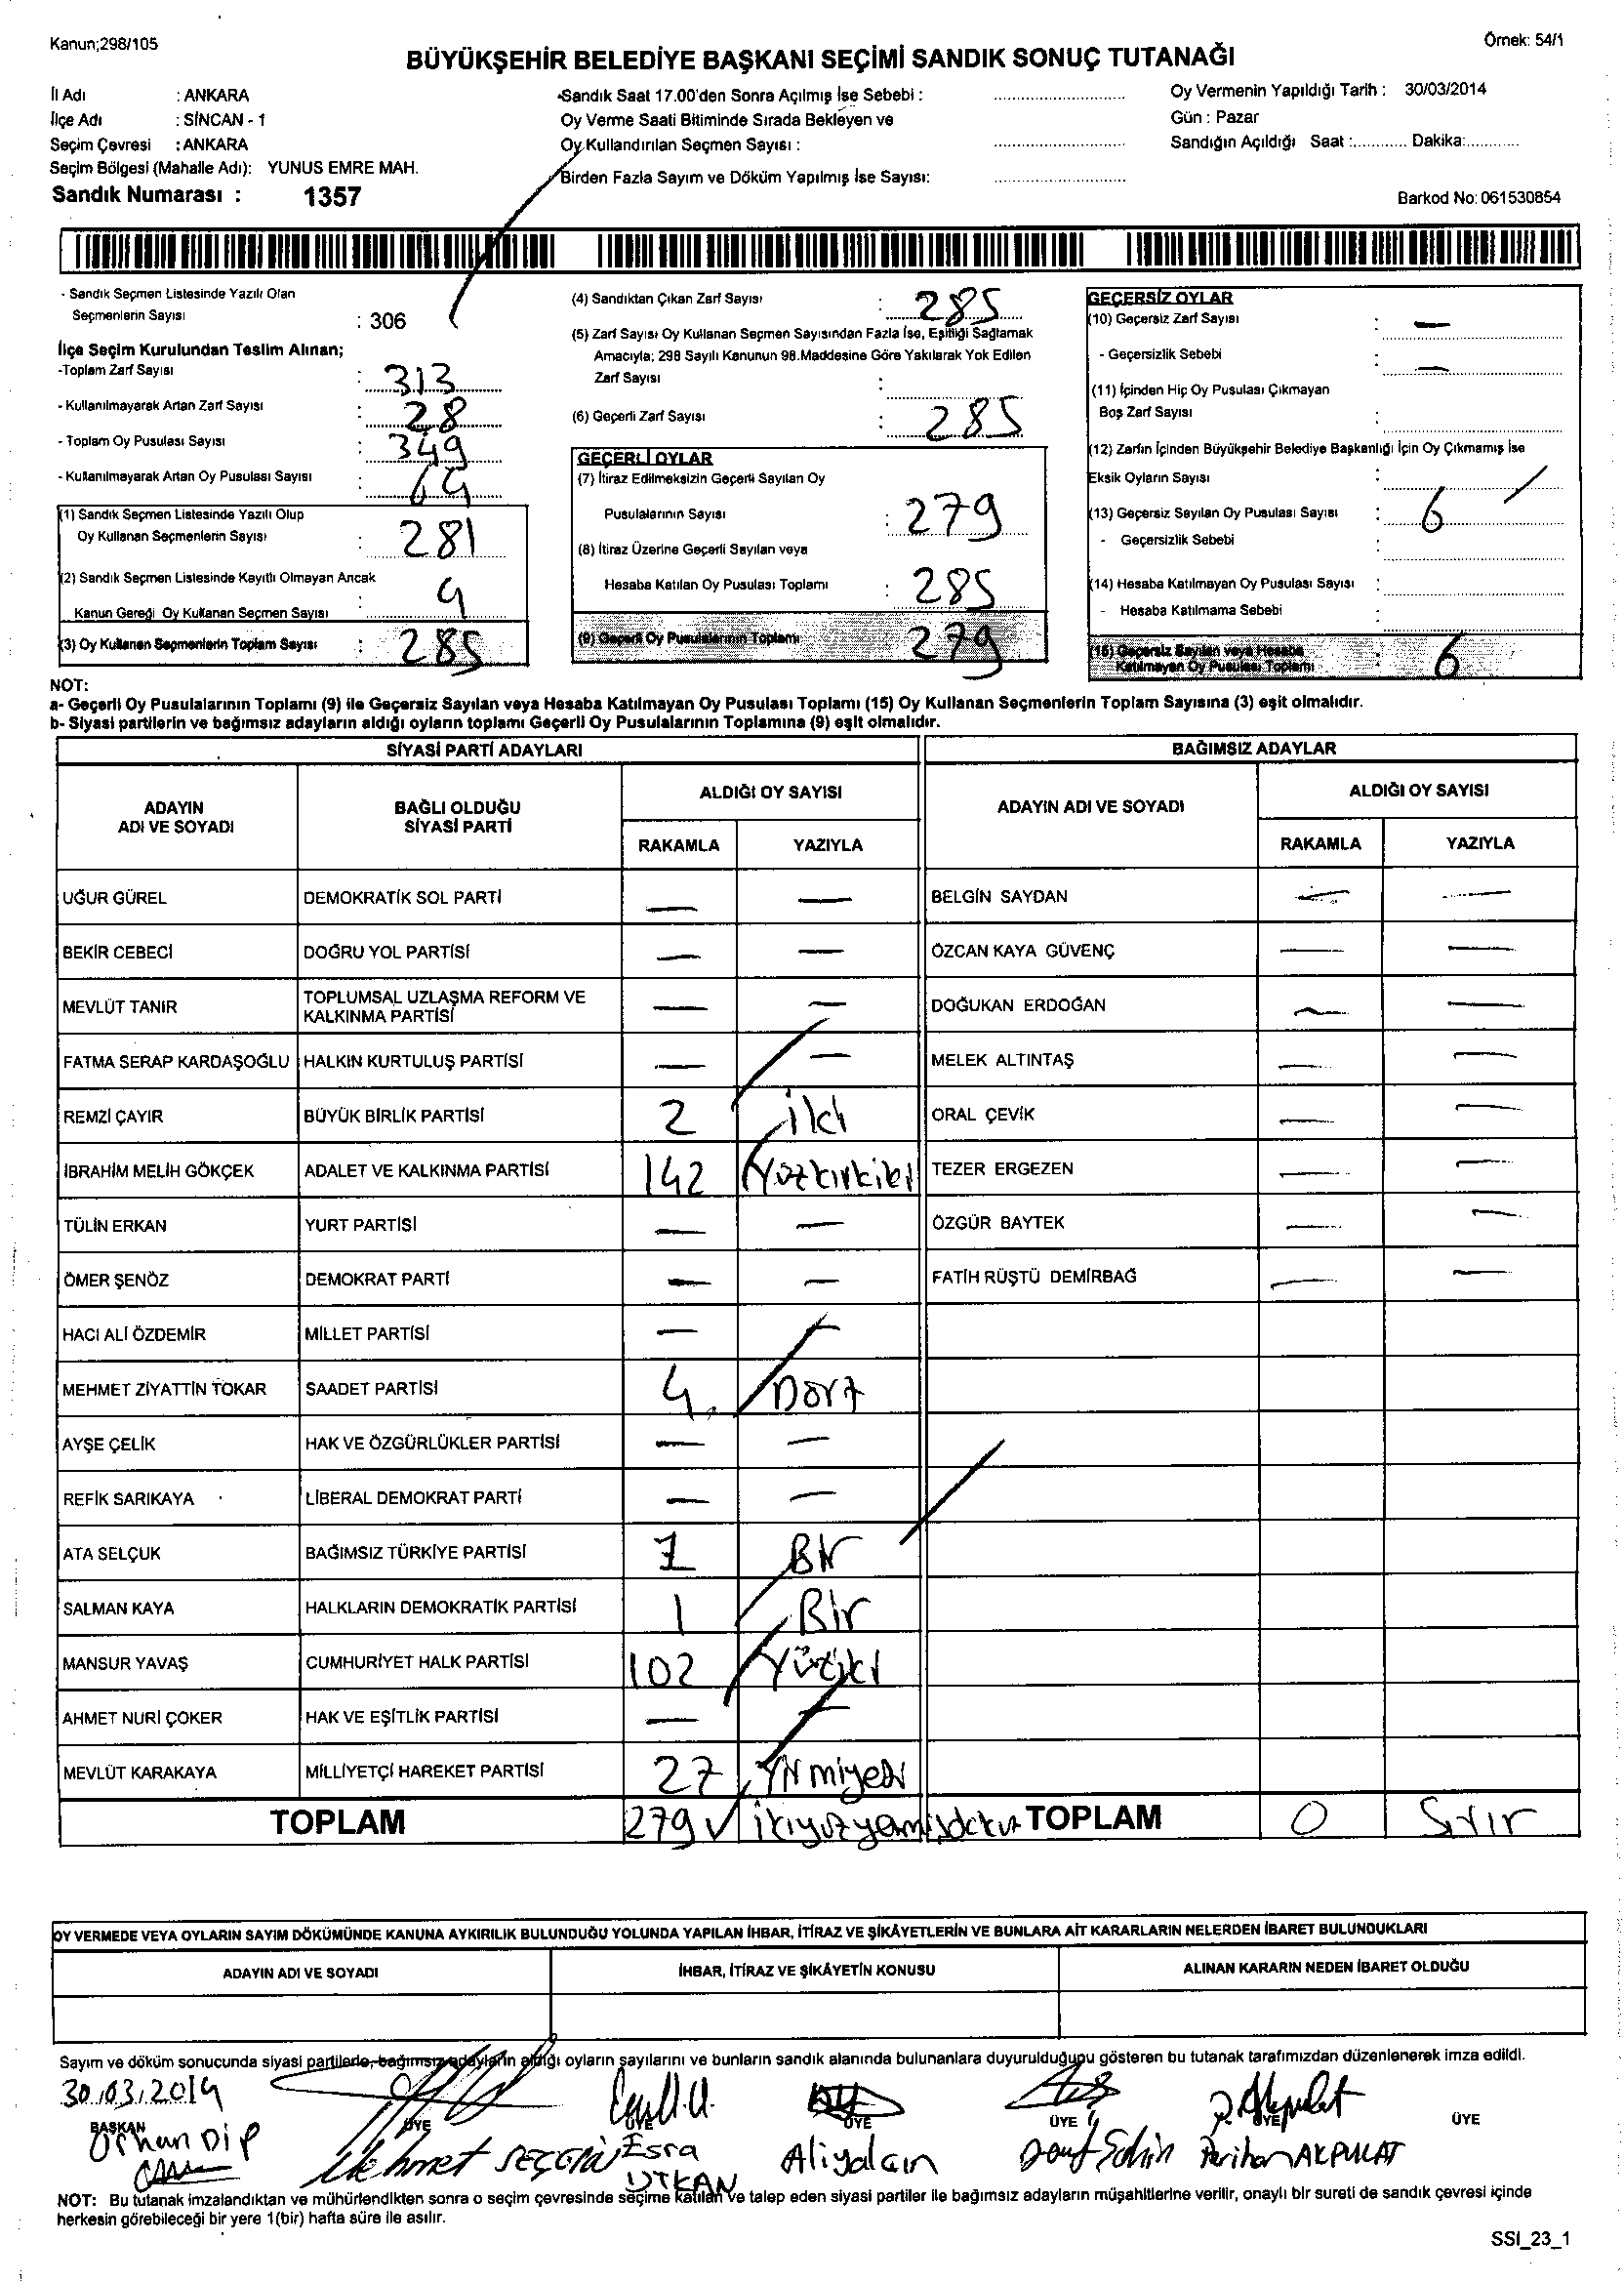 Kanun;298/105
Örnek: 54/1
BÜYÜKŞEHİR BELEDİYE BAŞKANI SEÇİMİ SANDIK SONUÇ TUTANAĞI
İl Adı : ANKARA
İlçe Adı : SİNCAN - 1
Seçim Çevresi : ANKARA
Seçim Bölgesi (Mahalle Adı): YUNUS EMRE MAH.
Sandık Numarası : 1357
Sandık Saat 17.00'den Sonra Açılmış İse Sebebi :
Oy Verme Saati Bitiminde Sırada Bekleyen ve
Oy Kullandırılan Seçmen Sayısı :
Birden Fazla Sayım ve Döküm Yapılmış İse Sayısı:
Oy Vermenin Yapıldığı Tarih : 30/03/2014
Gün : Pazar
Sandığın Açıldığı Saat :............ Dakika:............
Barkod No: 061530854
- Sandık Seçmen Listesinde Yazılı Olan
Seçmenlerin Sayısı : 306
İlçe Seçim Kurulundan Teslim Alınan;
-Toplam Zarf Sayısı : 313
- Kullanılmayarak Artan Zarf Sayısı : 28
- Toplam Oy Pusulası Sayısı : 349
- Kullanılmayarak Artan Oy Pusulası Sayısı : 64
(1) Sandık Seçmen Listesinde Yazılı Olup
Oy Kullanan Seçmenlerin Sayısı : 281
(2) Sandık Seçmen Listesinde Kayıtlı Olmayan Ancak
Kanun Gereği Oy Kullanan Seçmen Sayısı : 4
(3) Oy Kullanan Seçmenlerin Toplam Sayısı : 285
(4) Sandıktan Çıkan Zarf Sayısı : 285
(5) Zarf Sayısı Oy Kullanan Seçmen Sayısından Fazla İse, Eşitliği Sağlamak
Amacıyla; 298 Sayılı Kanunun 98.Maddesine Göre Yakılarak Yok Edilen
Zarf Sayısı :
(6) Geçerli Zarf Sayısı : 285
GEÇERLİ OYLAR
(7) İtiraz Edilmeksizin Geçerli Sayılan Oy
Pusulalarının Sayısı : 279
(8) İtiraz Üzerine Geçerli Sayılan veya
Hesaba Katılan Oy Pusulası Toplamı : 285
(9) Geçerli Oy Pusulalarının Toplamı 279
GEÇERSİZ OYLAR
(10) Geçersiz Zarf Sayısı : —
- Geçersizlik Sebebi : —
(11) İçinden Hiç Oy Pusulası Çıkmayan
Boş Zarf Sayısı :
(12) Zarfın İçinden Büyükşehir Belediye Başkanlığı İçin Oy Çıkmamış İse
Eksik Oyların Sayısı :
(13) Geçersiz Sayılan Oy Pusulası Sayısı : 6
- Geçersizlik Sebebi :
(14) Hesaba Katılmayan Oy Pusulası Sayısı :
- Hesaba Katılmama Sebebi :
(15) Geçersiz Sayılan veya Hesaba
Katılmayan Oy Pusulası Toplamı : 6
NOT:
a- Geçerli Oy Pusulalarının Toplamı (9) ile Geçersiz Sayılan veya Hesaba Katılmayan Oy Pusulası Toplamı (15) Oy Kullanan Seçmenlerin Toplam Sayısına (3) eşit olmalıdır.
b- Siyasi partilerin ve bağımsız adayların aldığı oyların toplamı Geçerli Oy Pusulalarının Toplamına (9) eşit olmalıdır.
SİYASİ PARTİ ADAYLARI
BAĞIMSIZ ADAYLAR
ADAYIN
ADI VE SOYADI
BAĞLI OLDUĞU
SİYASİ PARTİ
ALDIĞI OY SAYISI
RAKAMLA YAZIYLA
ADAYIN ADI VE SOYADI
ALDIĞI OY SAYISI
RAKAMLA YAZIYLA
UĞUR GÜREL DEMOKRATİK SOL PARTİ — — BELGİN SAYDAN — —
BEKİR CEBECİ DOĞRU YOL PARTİSİ — — ÖZCAN KAYA GÜVENÇ — —
MEVLÜT TANIR TOPLUMSAL UZLAŞMA REFORM VE
KALKINMA PARTİSİ — — DOĞUKAN ERDOĞAN — —
FATMA SERAP KARDAŞOĞLU HALKIN KURTULUŞ PARTİSİ — — MELEK ALTINTAŞ — —
REMZİ ÇAYIR BÜYÜK BİRLİK PARTİSİ 2 iki ORAL ÇEVİK — —
İBRAHİM MELİH GÖKÇEK ADALET VE KALKINMA PARTİSİ 142 Yüzkırkiki TEZER ERGEZEN — —
TÜLİN ERKAN YURT PARTİSİ — — ÖZGÜR BAYTEK — —
ÖMER ŞENÖZ DEMOKRAT PARTİ — — FATİH RÜŞTÜ DEMİRBAĞ — —
HACI ALİ ÖZDEMİR MİLLET PARTİSİ — —
MEHMET ZİYATTİN TOKAR SAADET PARTİSİ 4 Dört
AYŞE ÇELİK HAK VE ÖZGÜRLÜKLER PARTİSİ — —
REFİK SARIKAYA LİBERAL DEMOKRAT PARTİ — —
ATA SELÇUK BAĞIMSIZ TÜRKİYE PARTİSİ 1 Bir
SALMAN KAYA HALKLARIN DEMOKRATİK PARTİSİ 1 Bir
MANSUR YAVAŞ CUMHURİYET HALK PARTİSİ 102 Yüziki
AHMET NURİ ÇOKER HAK VE EŞİTLİK PARTİSİ — —
MEVLÜT KARAKAYA MİLLİYETÇİ HAREKET PARTİSİ 27 Yirmiyedi
TOPLAM 279 TOPLAM 0 Sıfır
OY VERMEDE VEYA OYLARIN SAYIM DÖKÜMÜNDE KANUNA AYKIRILIK BULUNDUĞU YOLUNDA YAPILAN İHBAR, İTİRAZ VE ŞİKÂYETLERİN VE BUNLARA AİT KARARLARIN NELERDEN İBARET BULUNDUKLARI
ADAYIN ADI VE SOYADI İHBAR, İTİRAZ VE ŞİKÂYETİN KONUSU ALINAN KARARIN NEDEN İBARET OLDUĞU
Sayım ve döküm sonucunda siyasi partilerle, bağımsız adayların aldığı oyların sayılarını ve bunların sandık alanında bulunanlara duyurulduğunu gösteren bu tutanak tarafımızdan düzenlenerek imza edildi.
30.03.2014
BAŞKAN ÜYE ÜYE ÜYE ÜYE ÜYE ÜYE
Orhan Dip Mehmet Esra UTKAN Ali yalçın Şahin Perihan AKPULAT
NOT: Bu tutanak imzalandıktan ve mühürlendikten sonra o seçim çevresinde seçime katılan ve talep eden siyasi partiler ile bağımsız adayların müşahitlerine verilir, onaylı bir sureti de sandık çevresi içinde
herkesin görebileceği bir yere 1(bir) hafta süre ile asılır.
SSI_23_1